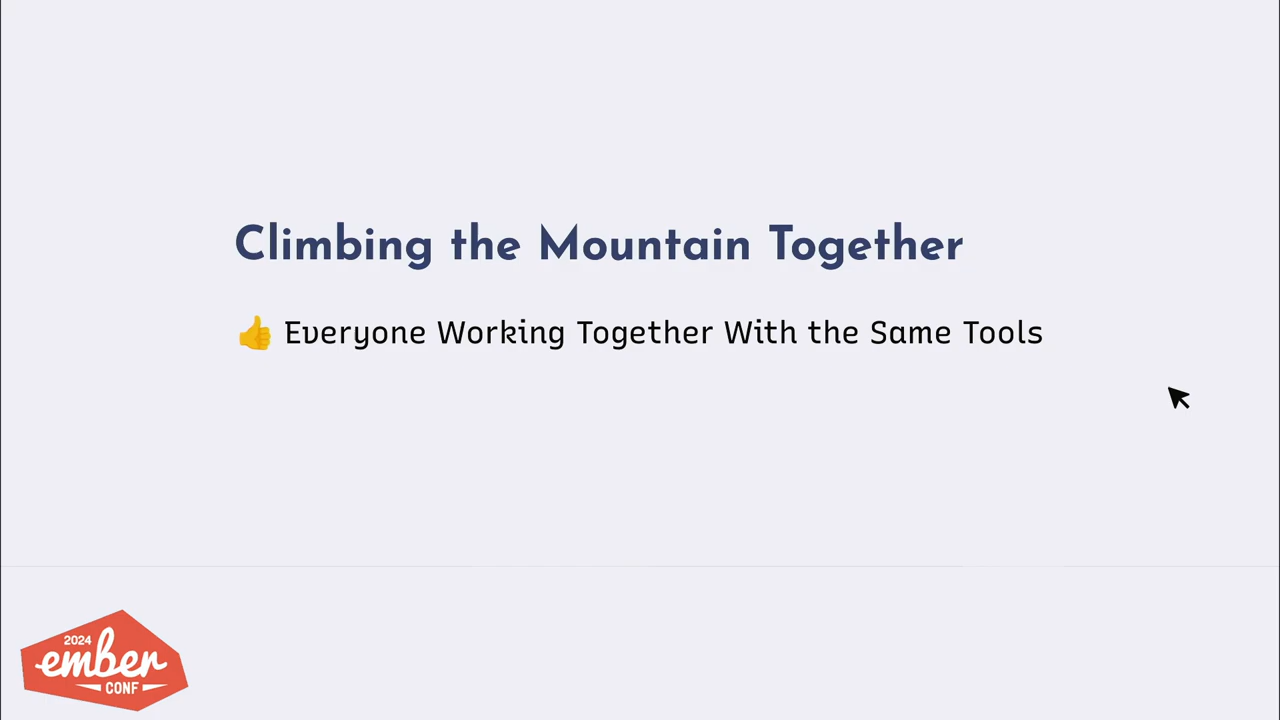 Climbing the Mountain Together
👍 Everyone Working Together With the Same Tools
2024
ember
CONF